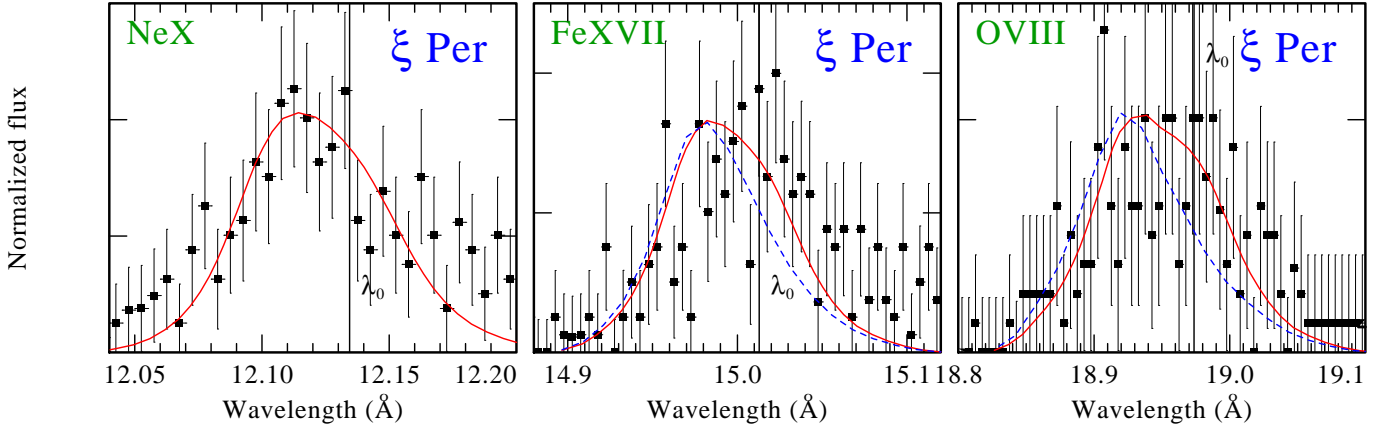 Normalized flux
NeX
ξ Per
λ₀
12.05 12.10 12.15 12.20
Wavelength (Å)
FeXVII
ξ Per
λ₀
14.9 15.0 15.1
Wavelength (Å)
OVIII
λ₀
ξ Per
18.8 18.9 19.0 19.1
Wavelength (Å)